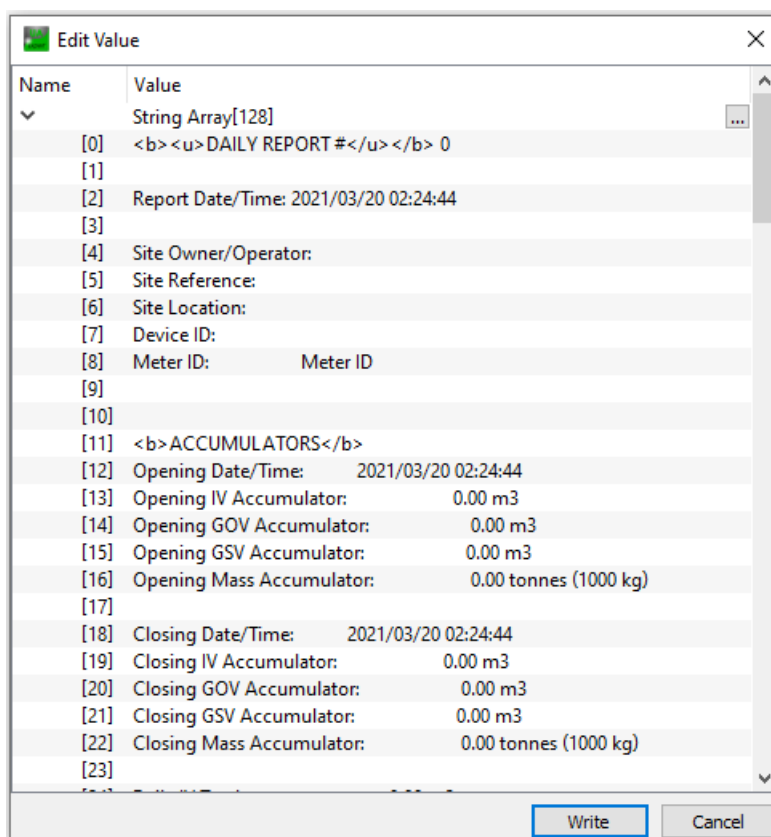 Edit Value
Name Value
String Array[128] ...
[0] <b><u>DAILY REPORT #</u></b> 0
[1]
[2] Report Date/Time: 2021/03/20 02:24:44
[3]
[4] Site Owner/Operator:
[5] Site Reference:
[6] Site Location:
[7] Device ID:
[8] Meter ID: Meter ID
[9]
[10]
[11] <b>ACCUMULATORS</b>
[12] Opening Date/Time: 2021/03/20 02:24:44
[13] Opening IV Accumulator: 0.00 m3
[14] Opening GOV Accumulator: 0.00 m3
[15] Opening GSV Accumulator: 0.00 m3
[16] Opening Mass Accumulator: 0.00 tonnes (1000 kg)
[17]
[18] Closing Date/Time: 2021/03/20 02:24:44
[19] Closing IV Accumulator: 0.00 m3
[20] Closing GOV Accumulator: 0.00 m3
[21] Closing GSV Accumulator: 0.00 m3
[22] Closing Mass Accumulator: 0.00 tonnes (1000 kg)
[23]
Write Cancel